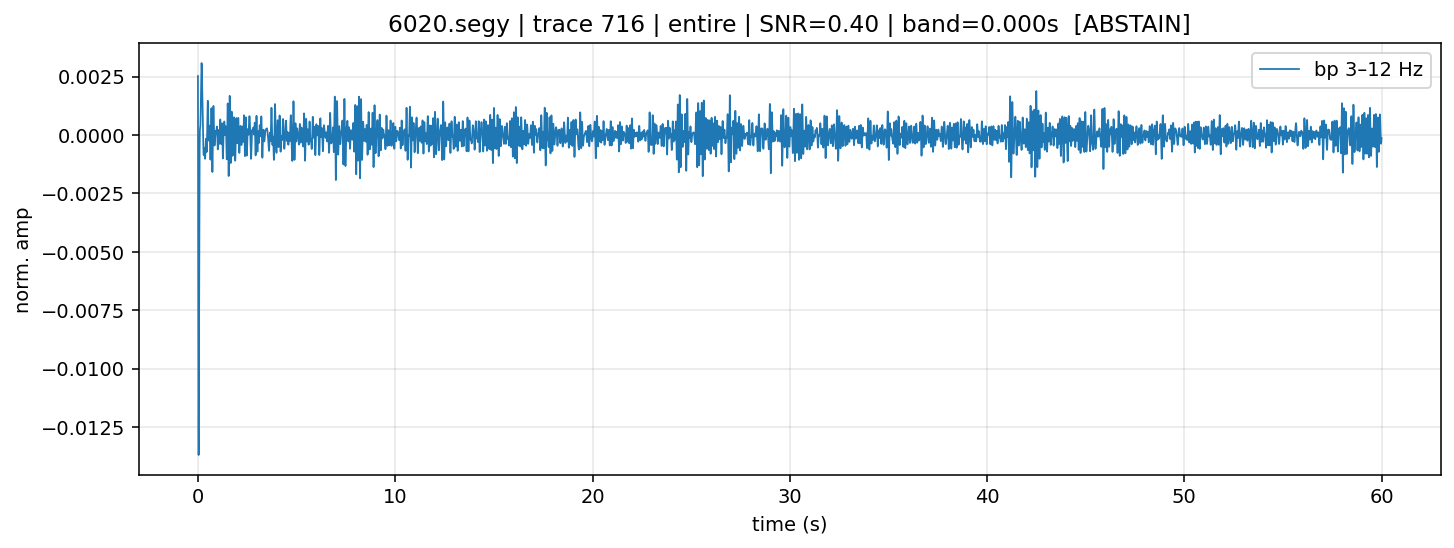 6020.segy | trace 716 | entire | SNR=0.40 | band=0.000s  [ABSTAIN]
bp 3–12 Hz
norm. amp
0.0025
0.0000
−0.0025
−0.0050
−0.0075
−0.0100
−0.0125
0 10 20 30 40 50 60
time (s)